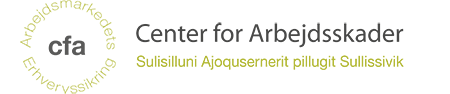 Arbejdsmarkedets
cfa
Erhvervssikring
Center for Arbejdsskader
Sulisilluni Ajoqusernerit pillugit Sullissivik